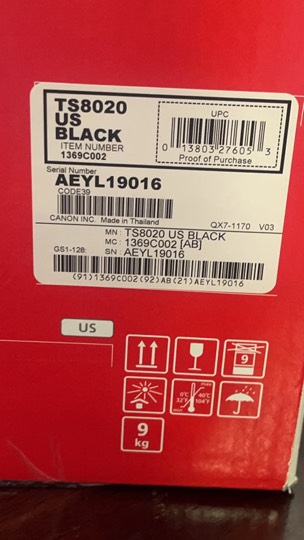 TS8020
US
BLACK
ITEM NUMBER
1369C002
UPC
0 13803 27605 3
Proof of Purchase
Serial Number
AEYL19016
CODE39
CANON INC. Made in Thailand
QX7-1170 V03
MN : TS8020 US BLACK
MC : 1369C002 [AB]
GS1-128: SN : AEYL19016
(91)1369C002(92)AB(21)AEYL19016
US
9
max
min
0°C 40°C
32°F 104°F
9
kg